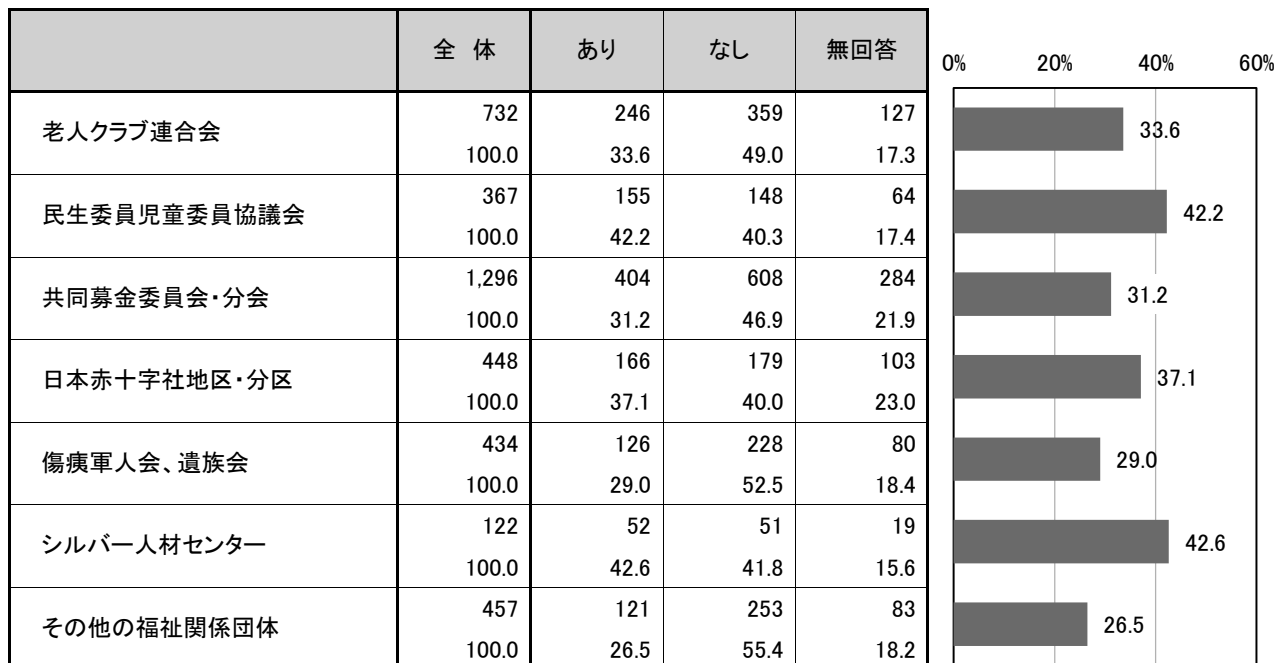 全 体 あり なし 無回答
0% 20% 40% 60%
老人クラブ連合会
732 246 359 127
100.0 33.6 49.0 17.3
33.6
民生委員児童委員協議会
367 155 148 64
100.0 42.2 40.3 17.4
42.2
共同募金委員会・分会
1,296 404 608 284
100.0 31.2 46.9 21.9
31.2
日本赤十字社地区・分区
448 166 179 103
100.0 37.1 40.0 23.0
37.1
傷痍軍人会、遺族会
434 126 228 80
100.0 29.0 52.5 18.4
29.0
シルバー人材センター
122 52 51 19
100.0 42.6 41.8 15.6
42.6
その他の福祉関係団体
457 121 253 83
100.0 26.5 55.4 18.2
26.5